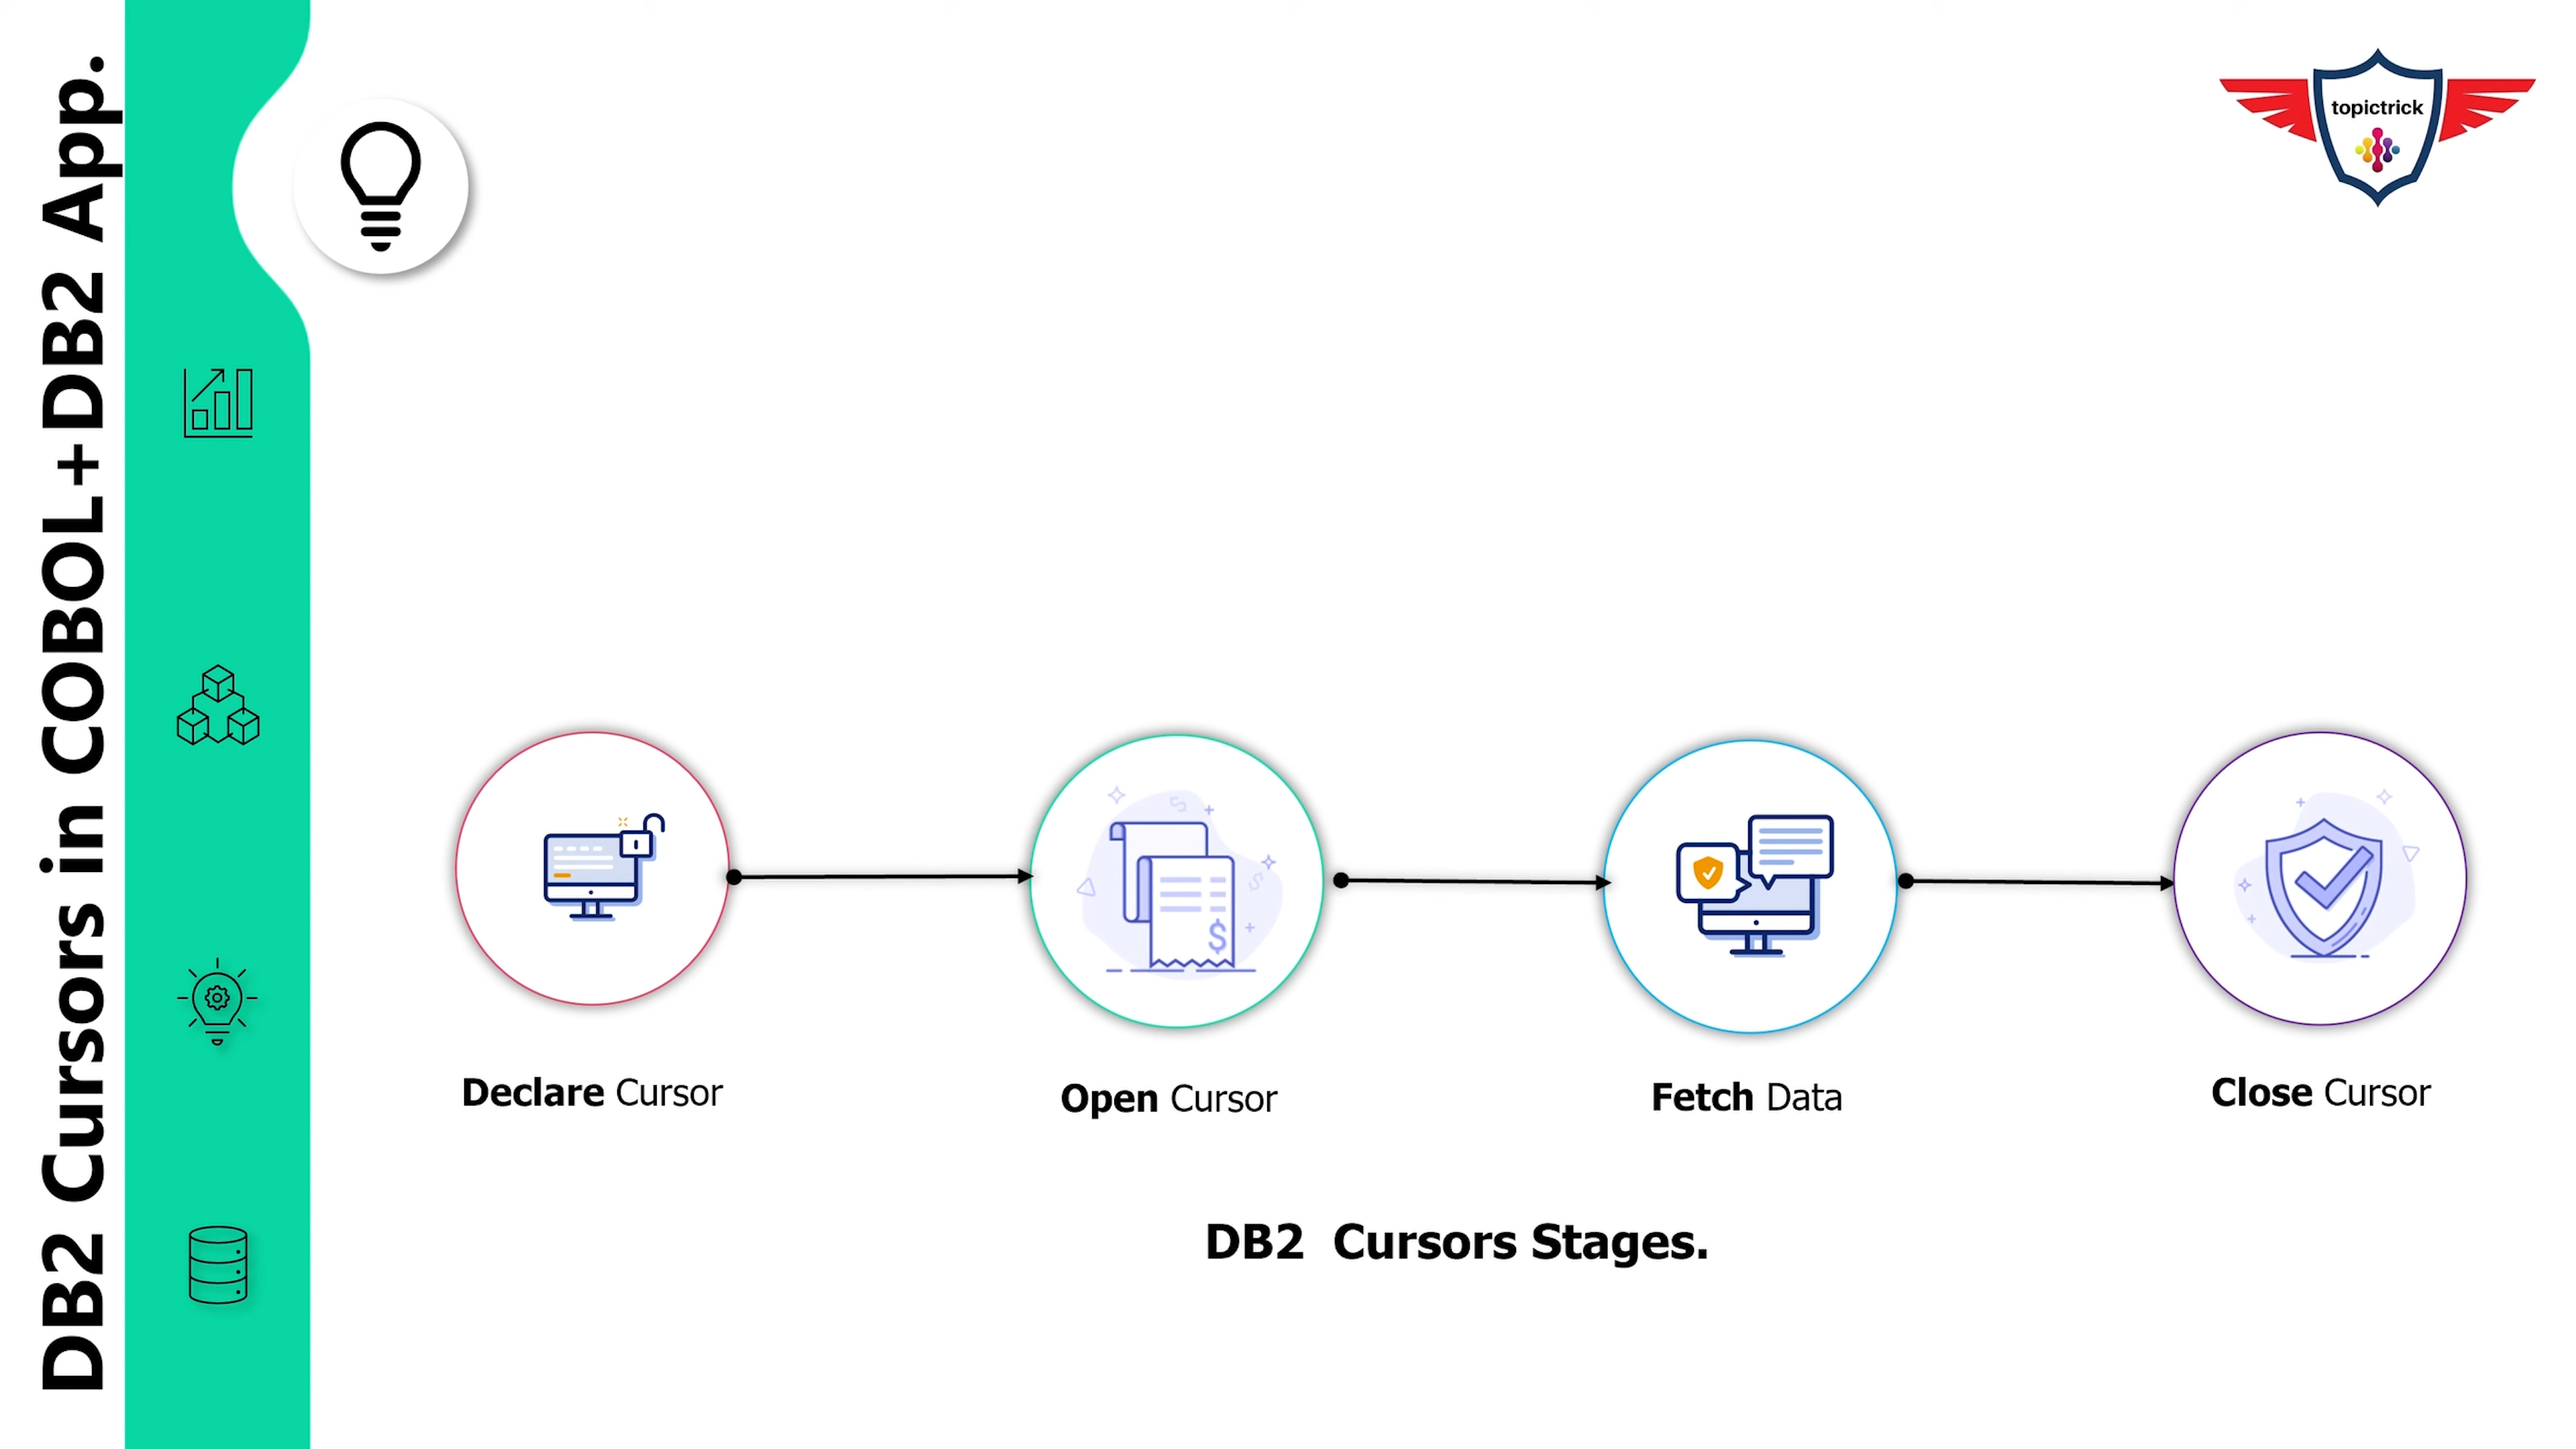 DB2 Cursors in COBOL+DB2 App.
topictrick
Declare Cursor
Open Cursor
Fetch Data
Close Cursor
DB2 Cursors Stages.